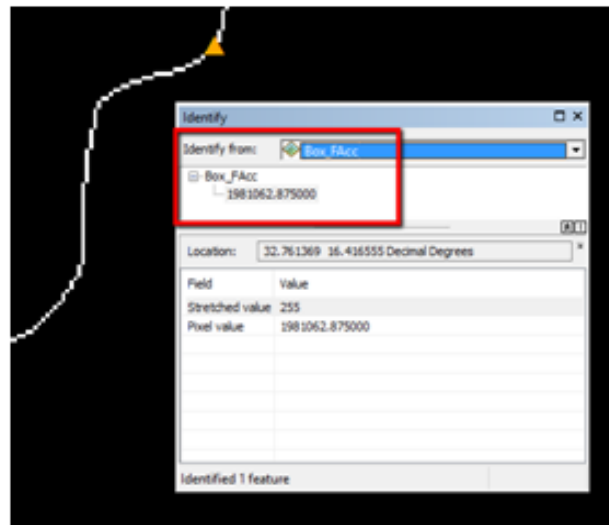 Identify
Identify from: Box_FAcc
Box_FAcc
1981062.875000
Location: 32.761369 16.416555 Decimal Degrees
Field Value
Stretched value 255
Pixel value 1981062.875000
Identified 1 feature